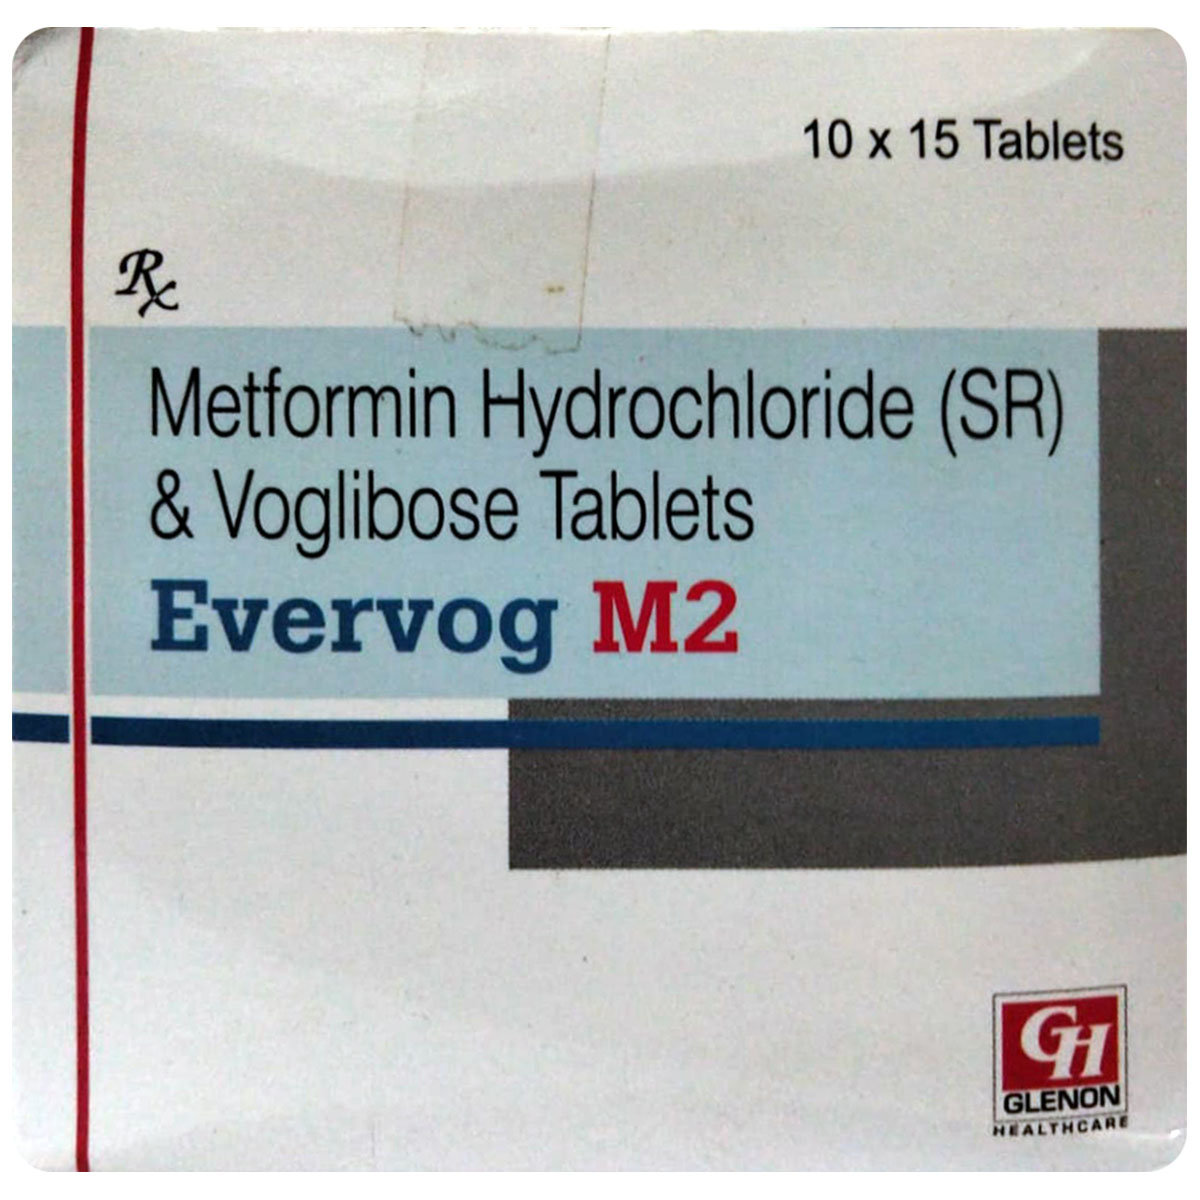 10 x 15 Tablets
Rx
Metformin Hydrochloride (SR)
& Voglibose Tablets
Evervog M2
GH
GLENON
HEALTHCARE